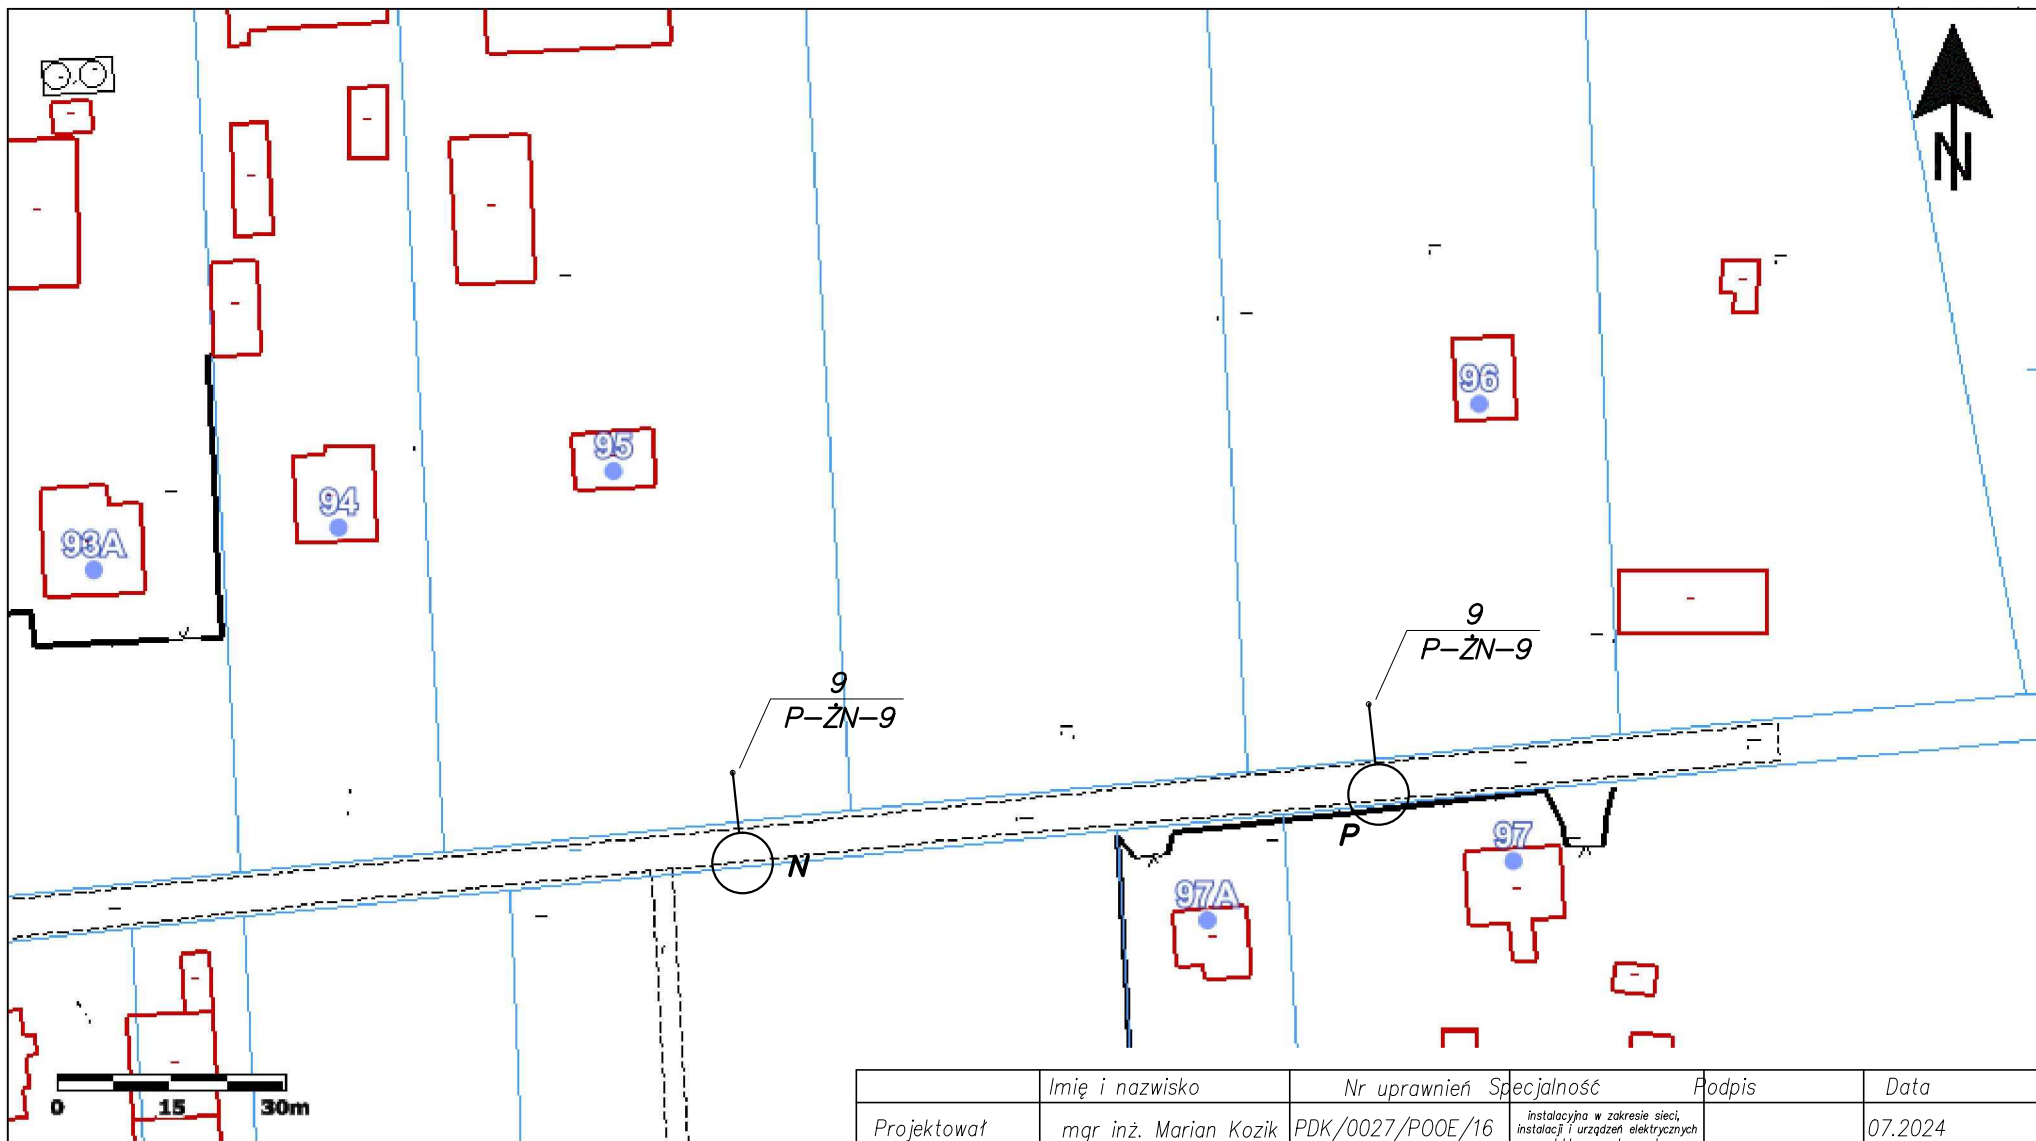 N
96
95
94
93A
9
P-ŻN-9
9
P-ŻN-9
N
P
97
97A
0 15 30m
Imię i nazwisko Nr uprawnień Specjalność Podpis Data
Projektował mgr inż. Marian Kozik PDK/0027/POOE/16 instalacyjna w zakresie sieci, 07.2024
instalacji i urządzeń elektrycznych